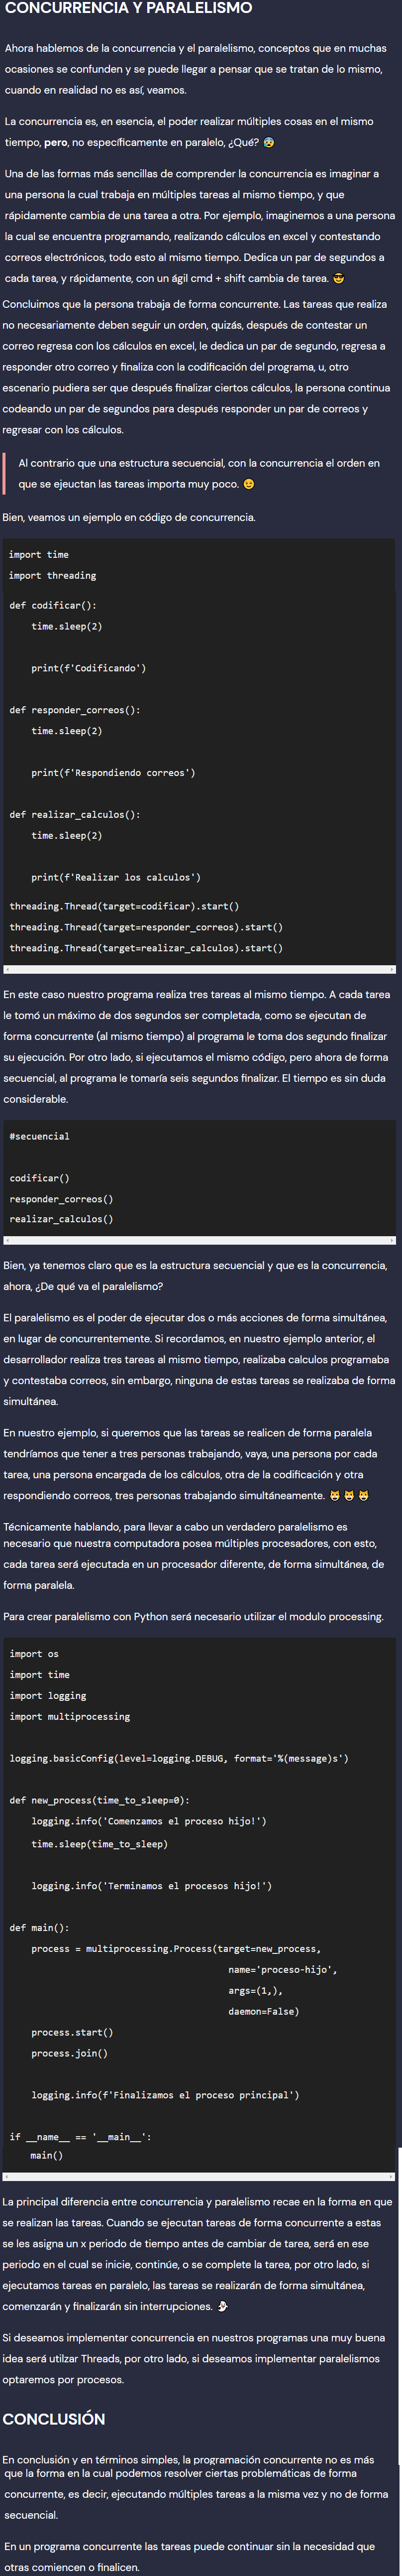 CONCURRENCIA Y PARALELISMO
Ahora hablemos de la concurrencia y el paralelismo, conceptos que en muchas
ocasiones se confunden y se puede llegar a pensar que se tratan de lo mismo,
cuando en realidad no es así, veamos.
La concurrencia es, en esencia, el poder realizar múltiples cosas en el mismo
tiempo, pero, no específicamente en paralelo, ¿Qué? 😰
Una de las formas más sencillas de comprender la concurrencia es imaginar a
una persona la cual trabaja en múltiples tareas al mismo tiempo, y que
rápidamente cambia de una tarea a otra. Por ejemplo, imaginemos a una persona
la cual se encuentra programando, realizando cálculos en excel y contestando
correos electrónicos, todo esto al mismo tiempo. Dedica un par de segundos a
cada tarea, y rápidamente, con un ágil cmd + shift cambia de tarea. 😎
Concluimos que la persona trabaja de forma concurrente. Las tareas que realiza
no necesariamente deben seguir un orden, quizás, después de contestar un
correo regresa con los cálculos en excel, le dedica un par de segundo, regresa a
responder otro correo y finaliza con la codificación del programa, u, otro
escenario pudiera ser que después finalizar ciertos cálculos, la persona continua
codeando un par de segundos para después responder un par de correos y
regresar con los cálculos.
Al contrario que una estructura secuencial, con la concurrencia el orden en
que se ejeuctan las tareas importa muy poco. 😉
Bien, veamos un ejemplo en código de concurrencia.
import time
import threading
def codificar():
    time.sleep(2)
    print(f'Codificando')
def responder_correos():
    time.sleep(2)
    print(f'Respondiendo correos')
def realizar_calculos():
    time.sleep(2)
    print(f'Realizar los calculos')
threading.Thread(target=codificar).start()
threading.Thread(target=responder_correos).start()
threading.Thread(target=realizar_calculos).start()
En este caso nuestro programa realiza tres tareas al mismo tiempo. A cada tarea
le tomó un máximo de dos segundos ser completada, como se ejecutan de
forma concurrente (al mismo tiempo) al programa le toma dos segundo finalizar
su ejecución. Por otro lado, si ejecutamos el mismo código, pero ahora de forma
secuencial, al programa le tomaría seis segundos finalizar. El tiempo es sin duda
considerable.
#secuencial
codificar()
responder_correos()
realizar_calculos()
Bien, ya tenemos claro que es la estructura secuencial y que es la concurrencia,
ahora, ¿De qué va el paralelismo?
El paralelismo es el poder de ejecutar dos o más acciones de forma simultánea,
en lugar de concurrentemente. Si recordamos, en nuestro ejemplo anterior, el
desarrollador realiza tres tareas al mismo tiempo, realizaba calculos programaba
y contestaba correos, sin embargo, ninguna de estas tareas se realizaba de forma
simultánea.
En nuestro ejemplo, si queremos que las tareas se realicen de forma paralela
tendríamos que tener a tres personas trabajando, vaya, una persona por cada
tarea, una persona encargada de los cálculos, otra de la codificación y otra
respondiendo correos, tres personas trabajando simultáneamente. 😹 😹 😹
Técnicamente hablando, para llevar a cabo un verdadero paralelismo es
necesario que nuestra computadora posea múltiples procesadores, con esto,
cada tarea será ejecutada en un procesador diferente, de forma simultánea, de
forma paralela.
Para crear paralelismo con Python será necesario utilizar el modulo processing.
import os
import time
import logging
import multiprocessing
logging.basicConfig(level=logging.DEBUG, format='%(message)s')
def new_process(time_to_sleep=0):
    logging.info('Comenzamos el proceso hijo!')
    time.sleep(time_to_sleep)
    logging.info('Terminamos el procesos hijo!')
def main():
    process = multiprocessing.Process(target=new_process,
                                        name='proceso-hijo',
                                        args=(1,),
                                        daemon=False)
    process.start()
    process.join()
    logging.info(f'Finalizamos el proceso principal')
if __name__ == '__main__':
    main()
La principal diferencia entre concurrencia y paralelismo recae en la forma en que
se realizan las tareas. Cuando se ejecutan tareas de forma concurrente a estas
se les asigna un x periodo de tiempo antes de cambiar de tarea, será en ese
periodo en el cual se inicie, continúe, o se complete la tarea, por otro lado, si
ejecutamos tareas en paralelo, las tareas se realizarán de forma simultánea,
comenzarán y finalizarán sin interrupciones. 👻
Si deseamos implementar concurrencia en nuestros programas una muy buena
idea será utilzar Threads, por otro lado, si deseamos implementar paralelismos
optaremos por procesos.
CONCLUSIÓN
En conclusión y en términos simples, la programación concurrente no es más
que la forma en la cual podemos resolver ciertas problemáticas de forma
concurrente, es decir, ejecutando múltiples tareas a la misma vez y no de forma
secuencial.
En un programa concurrente las tareas puede continuar sin la necesidad que
otras comiencen o finalicen.